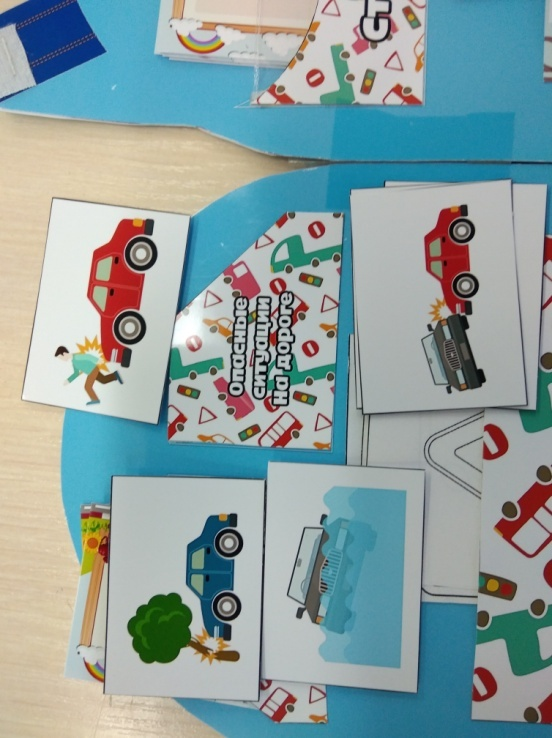 Опасные
ситуации
на дороге